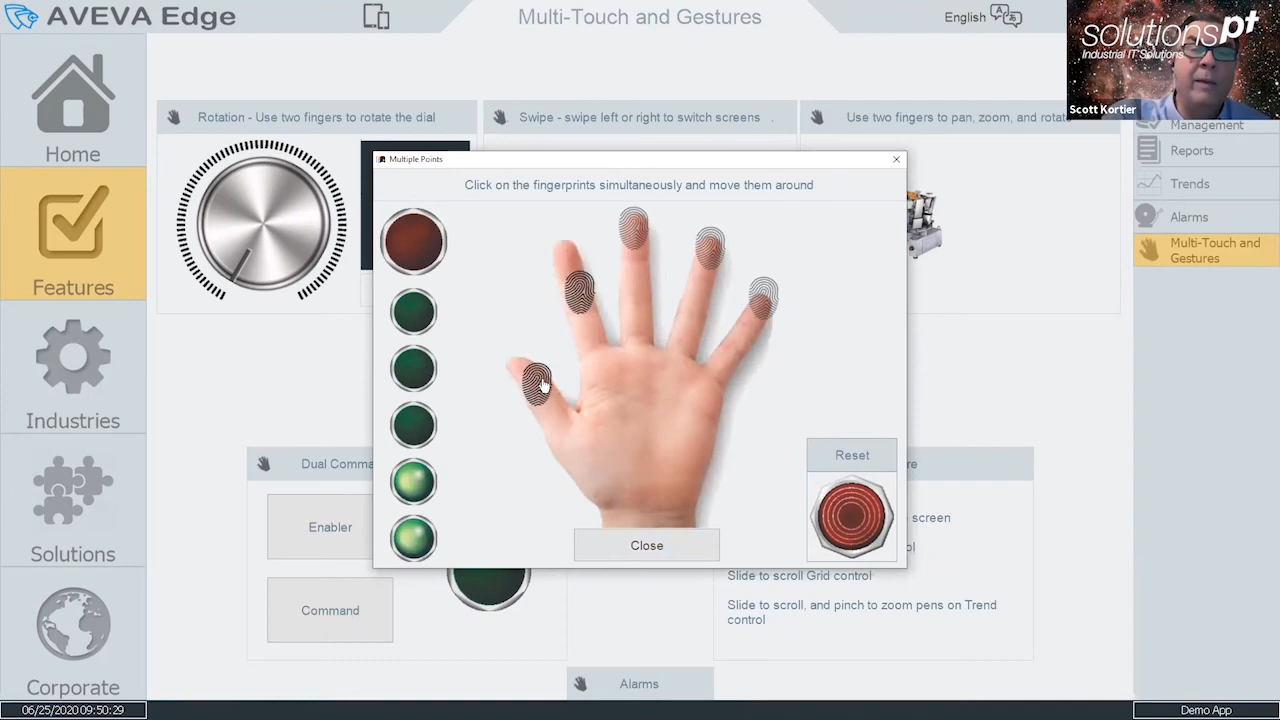 AVEVA Edge
Multi-Touch and Gestures
English
solutionspt
Industrial IT Solutions
Scott Kortier
Home
Features
Industries
Solutions
Corporate
Rotation - Use two fingers to rotate the dial
Swipe - swipe left or right to switch screens
Use two fingers to pan, zoom, and rotate
Management
Reports
Trends
Alarms
Multi-Touch and
Gestures
Multiple Points
Click on the fingerprints simultaneously and move them around
Reset
Close
Dual Comma
Enabler
Command
re
screen
ol
Slide to scroll Grid control
Slide to scroll, and pinch to zoom pens on Trend
control
Alarms
06/25/2020 09:50:29
Demo App